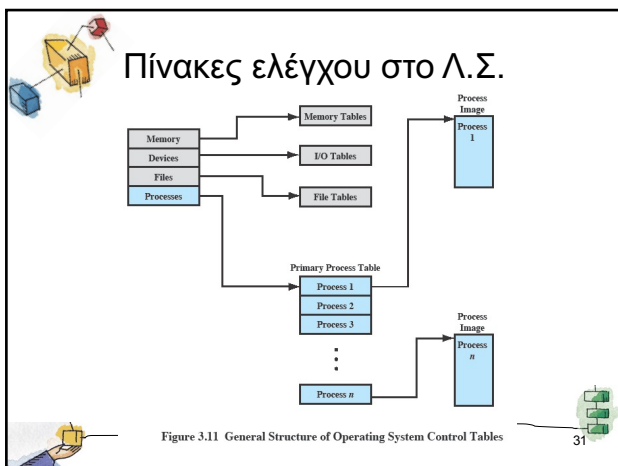 Πίνακες ελέγχου στο Λ.Σ.
Memory
Devices
Files
Processes
Memory Tables
I/O Tables
File Tables
Process
Image
Process
1
Primary Process Table
Process 1
Process 2
Process 3
Process n
Process
Image
Process
n
Figure 3.11 General Structure of Operating System Control Tables
31